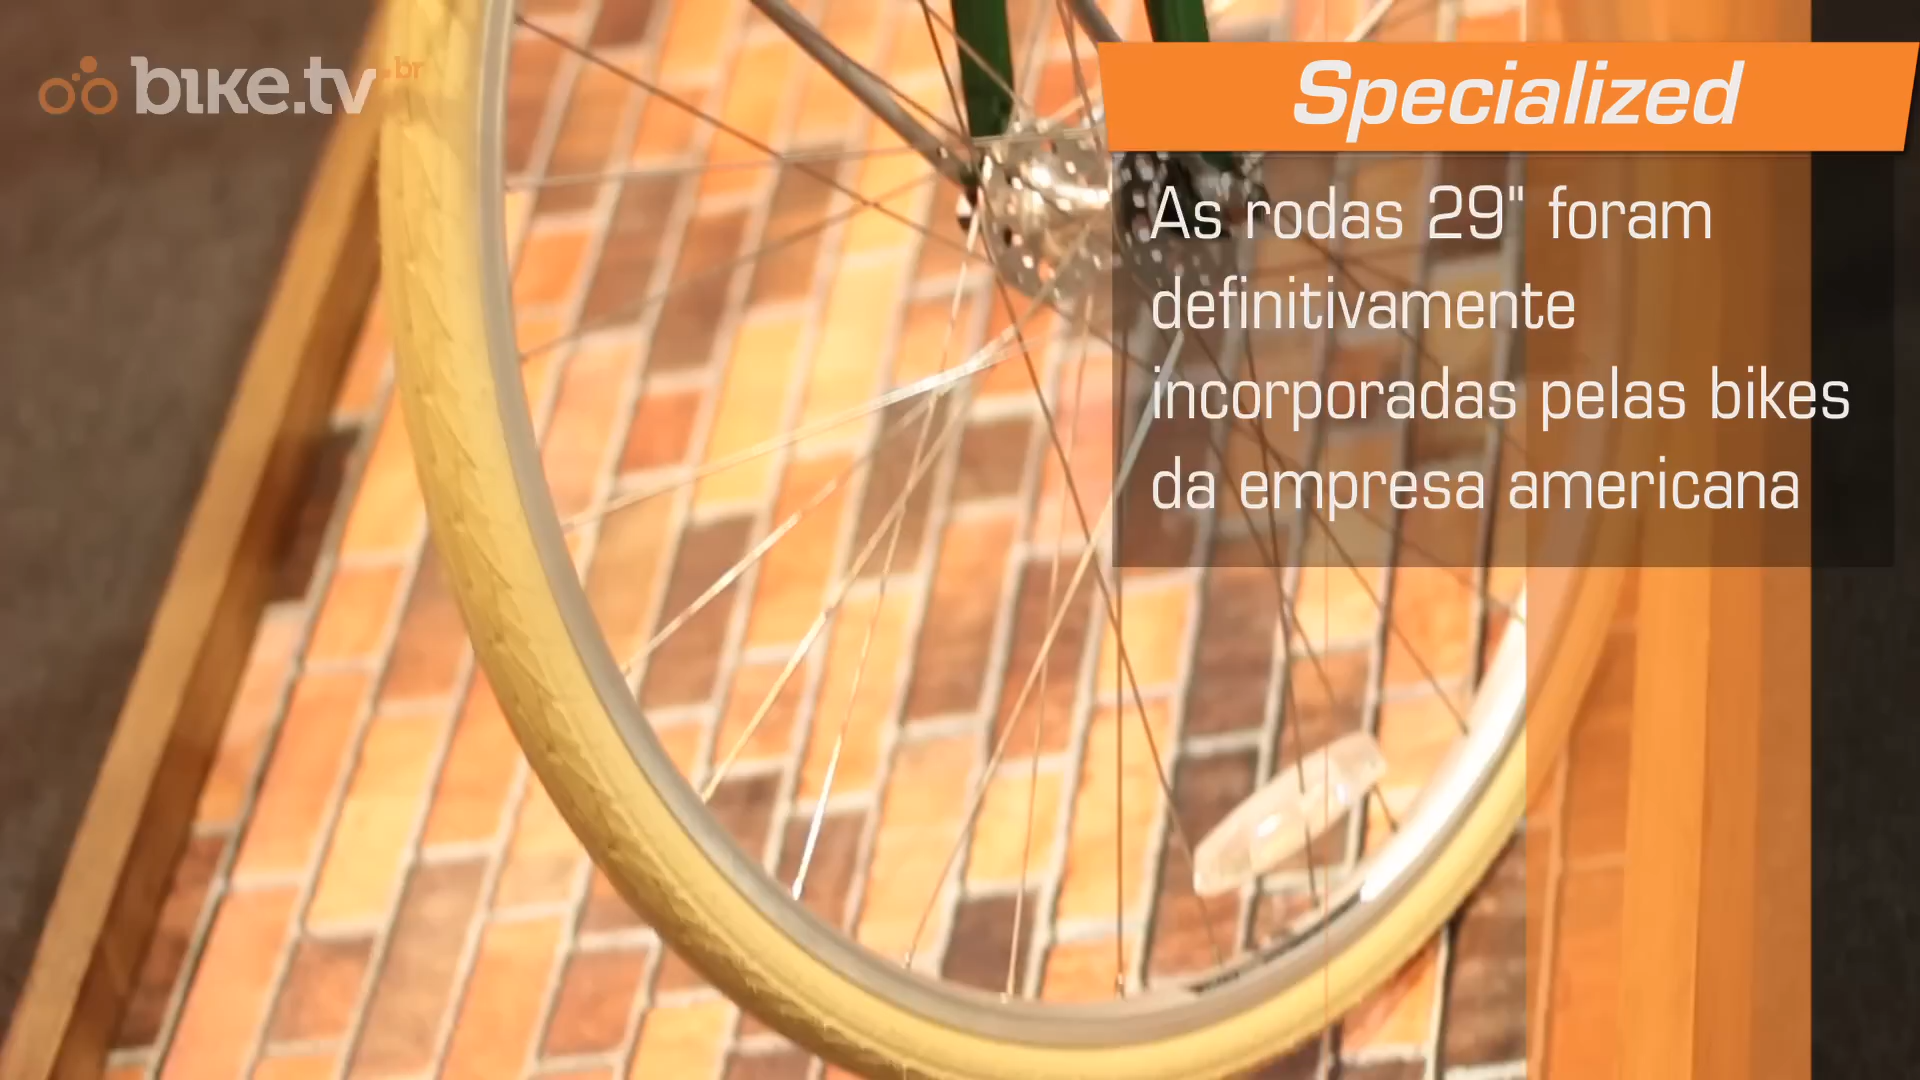 bike.tv.br
Specialized
As rodas 29" foram
definitivamente
incorporadas pelas bikes
da empresa americana